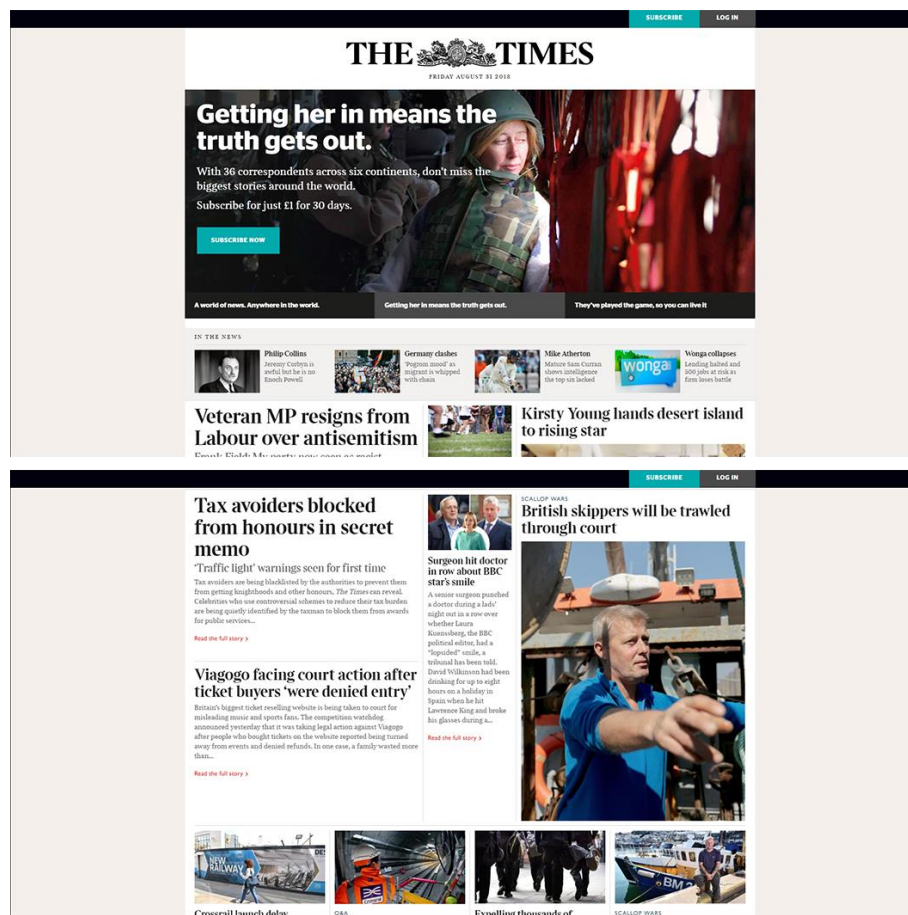 SUBSCRIBE
LOG IN
THE TIMES
FRIDAY AUGUST 31 2018
Getting her in means the
truth gets out.
With 36 correspondents across six continents, don't miss the
biggest stories around the world.
Subscribe for just £1 for 30 days.
SUBSCRIBE NOW
A world of news. Anywhere in the world.
Getting her in means the truth gets out.
They've played the game, so you can live it
IN THE NEWS
Philip Collins
Jeremy Corbyn is
awful but he is no
Enoch Powell
Germany clashes
'Pogrom mood' as
migrant is whipped
with chain
Mike Atherton
Mature Sam Curran
shows intelligence
the top six lacked
wonga
Wonga collapses
Lending halted and
500 jobs at risk as
firm loses battle
Veteran MP resigns from
Labour over antisemitism
Frank Field: My party now seen as racist
Kirsty Young hands desert island
to rising star
SUBSCRIBE
LOG IN
Tax avoiders blocked
from honours in secret
memo
'Traffic light' warnings seen for first time
Tax avoiders are being blacklisted by the authorities to prevent them
from getting knighthoods and other honours, The Times can reveal.
Celebrities who use controversial schemes to reduce their tax burden
are being quietly identified by the taxman to block them from awards
for public services...
Read the full story >
Viagogo facing court action after
ticket buyers 'were denied entry'
Britain's biggest ticket reselling website is being taken to court for
misleading music and sports fans. The competition watchdog
announced yesterday that it was taking legal action against Viagogo
after people who bought tickets on the website reported being turned
away from events and denied refunds. In one case, a family wasted more
than...
Read the full story >
Surgeon hit doctor
in row about BBC
star's smile
A senior surgeon punched
a doctor during a lads'
night out in a row over
whether Laura
Kuenssberg, the BBC
political editor, had a
"lopsided" smile, a
tribunal has been told.
David Wilkinson had been
drinking for up to eight
hours on a holiday in
Spain when he hit
Lawrence King and broke
his glasses during a...
Read the full story >
SCALLOP WARS
British skippers will be trawled
through court
NEW
RAILWAY
BM
Crossrail launch delay
Q&A
Expelling thousands of
SCALLOP WARS